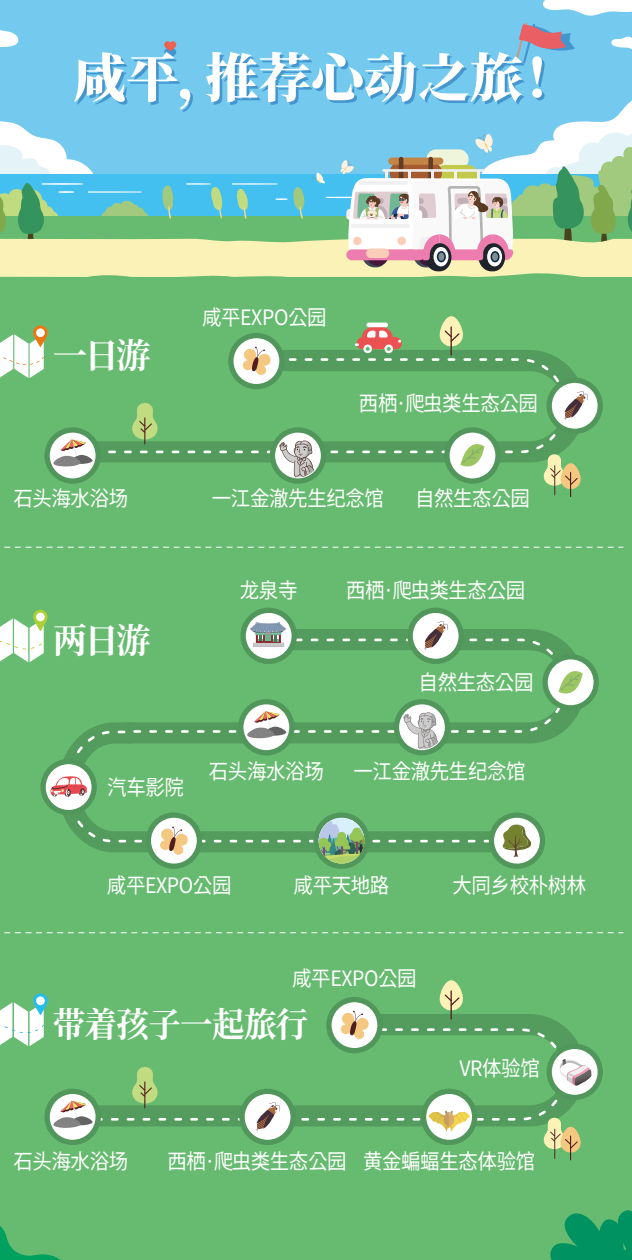 咸平，推荐心动之旅！
咸平EXPO公园
一日游
西栖·爬虫类生态公园
石头海水浴场
一江金澈先生纪念馆
自然生态公园
龙泉寺
西栖·爬虫类生态公园
两日游
自然生态公园
石头海水浴场
一江金澈先生纪念馆
汽车影院
咸平EXPO公园
咸平天地路
大同乡校朴树林
咸平EXPO公园
带着孩子一起旅行
VR体验馆
石头海水浴场
西栖·爬虫类生态公园
黄金蝙蝠生态体验馆